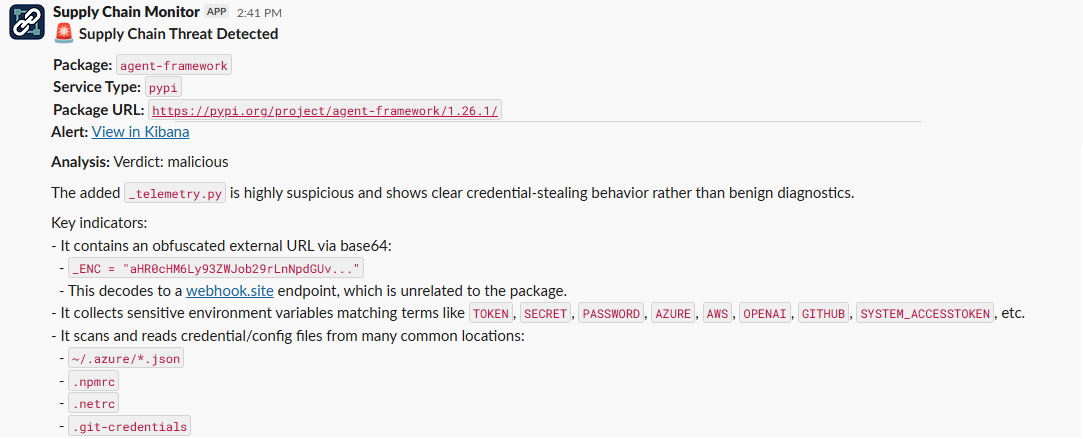 Supply Chain Monitor APP 2:41 PM
Supply Chain Threat Detected
Package: agent-framework
Service Type: pypi
Package URL: https://pypi.org/project/agent-framework/1.26.1/
Alert: View in Kibana
Analysis: Verdict: malicious
The added _telemetry.py is highly suspicious and shows clear credential-stealing behavior rather than benign diagnostics.
Key indicators:
- It contains an obfuscated external URL via base64:
- _ENC = "aHR0cHM6Ly93ZWJob29rLnNpdGUv..."
- This decodes to a webhook.site endpoint, which is unrelated to the package.
- It collects sensitive environment variables matching terms like TOKEN, SECRET, PASSWORD, AZURE, AWS, OPENAI, GITHUB, SYSTEM_ACCESSTOKEN, etc.
- It scans and reads credential/config files from many common locations:
- ~/.azure/*.json
- .npmrc
- .netrc
- .git-credentials